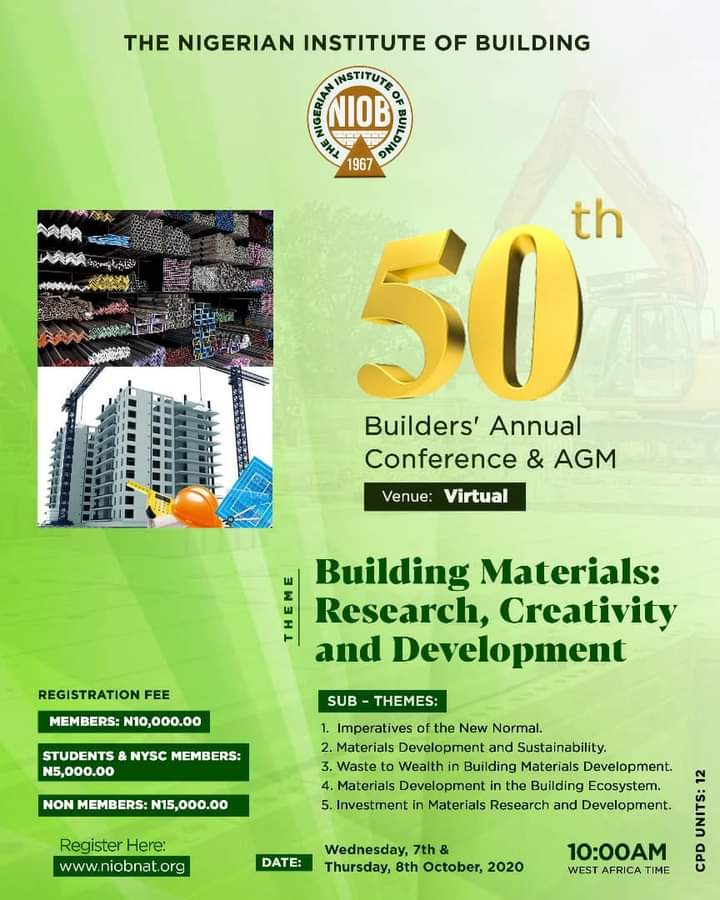 THE NIGERIAN INSTITUTE OF BUILDING
THE NIGERIAN INSTITUTE OF BUILDING
NIOB
1967
50th
Builders' Annual
Conference & AGM
Venue: Virtual
THEME
Building Materials:
Research, Creativity
and Development
REGISTRATION FEE
MEMBERS: N10,000.00
STUDENTS & NYSC MEMBERS:
N5,000.00
NON MEMBERS: N15,000.00
SUB – THEMES:
1. Imperatives of the New Normal.
2. Materials Development and Sustainability.
3. Waste to Wealth in Building Materials Development.
4. Materials Development in the Building Ecosystem.
5. Investment in Materials Research and Development.
CPD UNITS: 12
Register Here:
www.niobnat.org
DATE:
Wednesday, 7th &
Thursday, 8th October, 2020
10:00AM
WEST AFRICA TIME